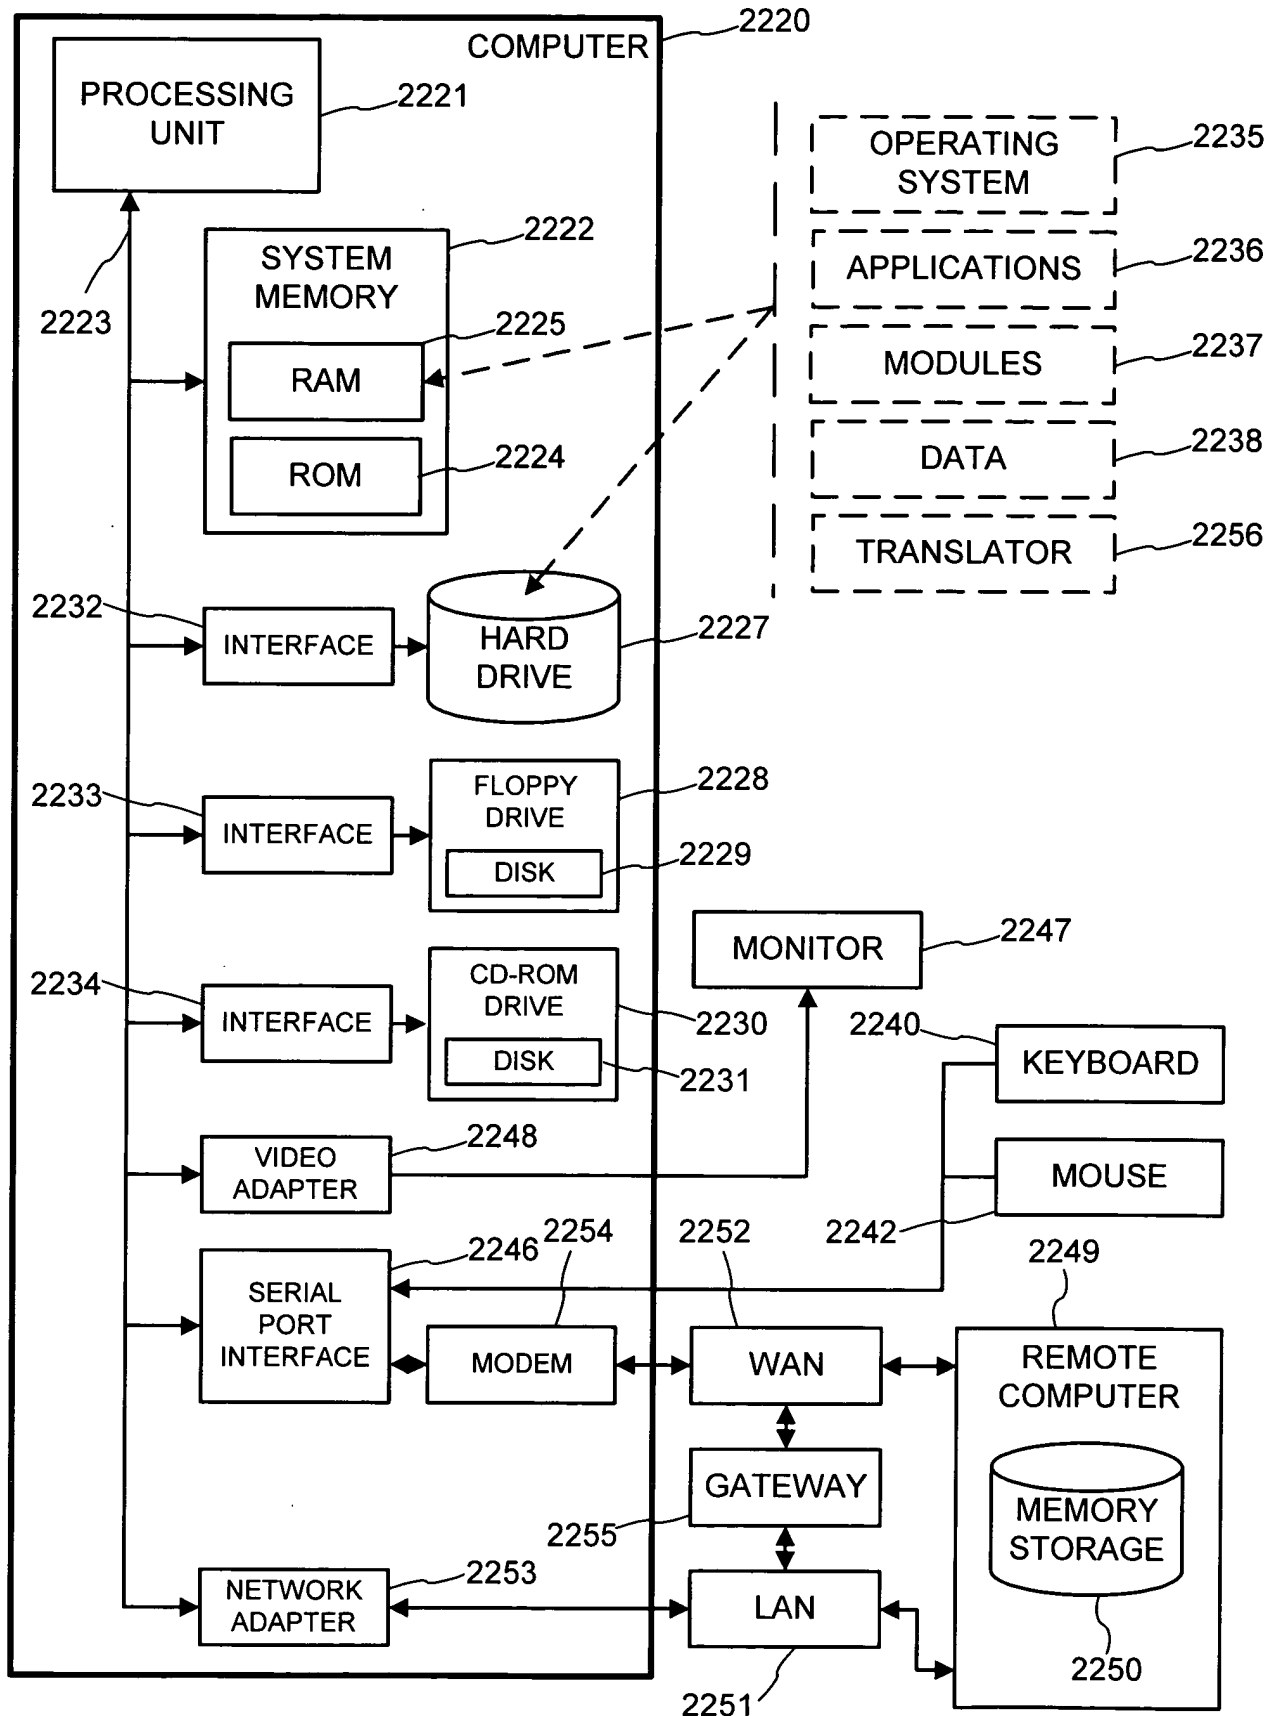 COMPUTER
2220
PROCESSING
UNIT
2221
2223
SYSTEM
MEMORY
2222
RAM
2225
ROM
2224
OPERATING
SYSTEM
2235
APPLICATIONS
2236
MODULES
2237
DATA
2238
TRANSLATOR
2256
2232
INTERFACE
HARD
DRIVE
2227
2233
INTERFACE
FLOPPY
DRIVE
2228
DISK
2229
2234
INTERFACE
CD-ROM
DRIVE
2230
DISK
2231
MONITOR
2247
2240
KEYBOARD
MOUSE
2242
VIDEO
ADAPTER
2248
SERIAL
PORT
INTERFACE
2246
2254
MODEM
2252
WAN
2249
REMOTE
COMPUTER
GATEWAY
2255
MEMORY
STORAGE
2250
NETWORK
ADAPTER
2253
LAN
2251